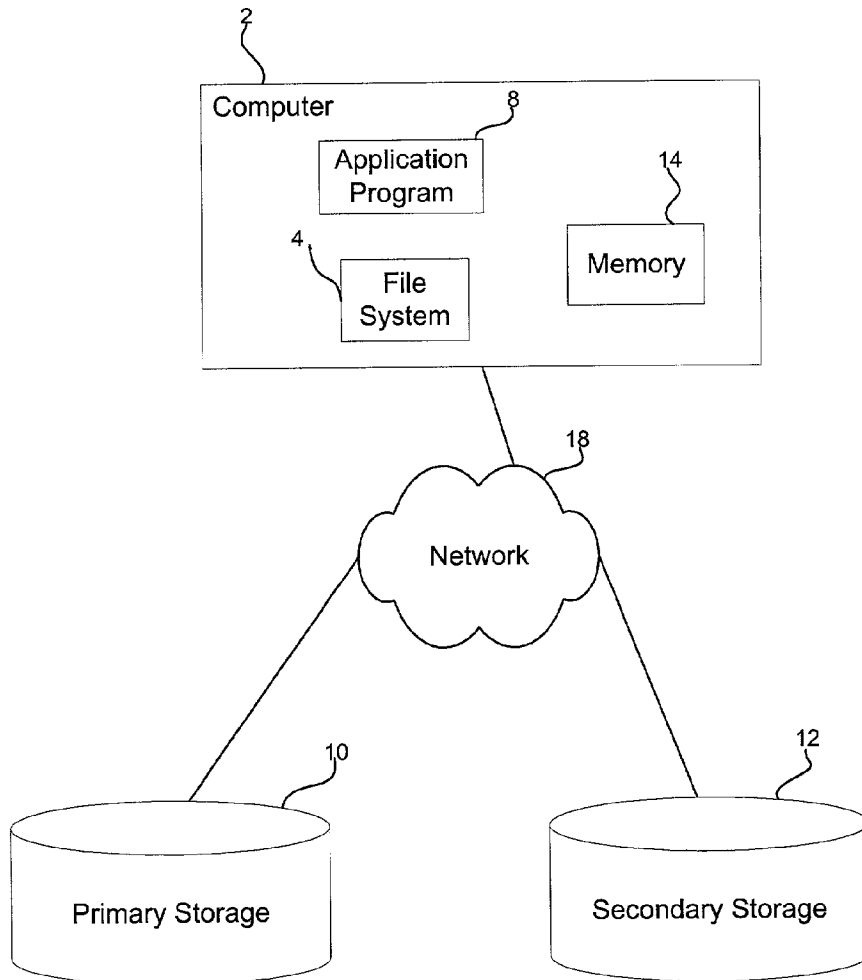 2
Computer
8
Application
Program
14
Memory
4
File
System
18
Network
10
Primary Storage
12
Secondary Storage